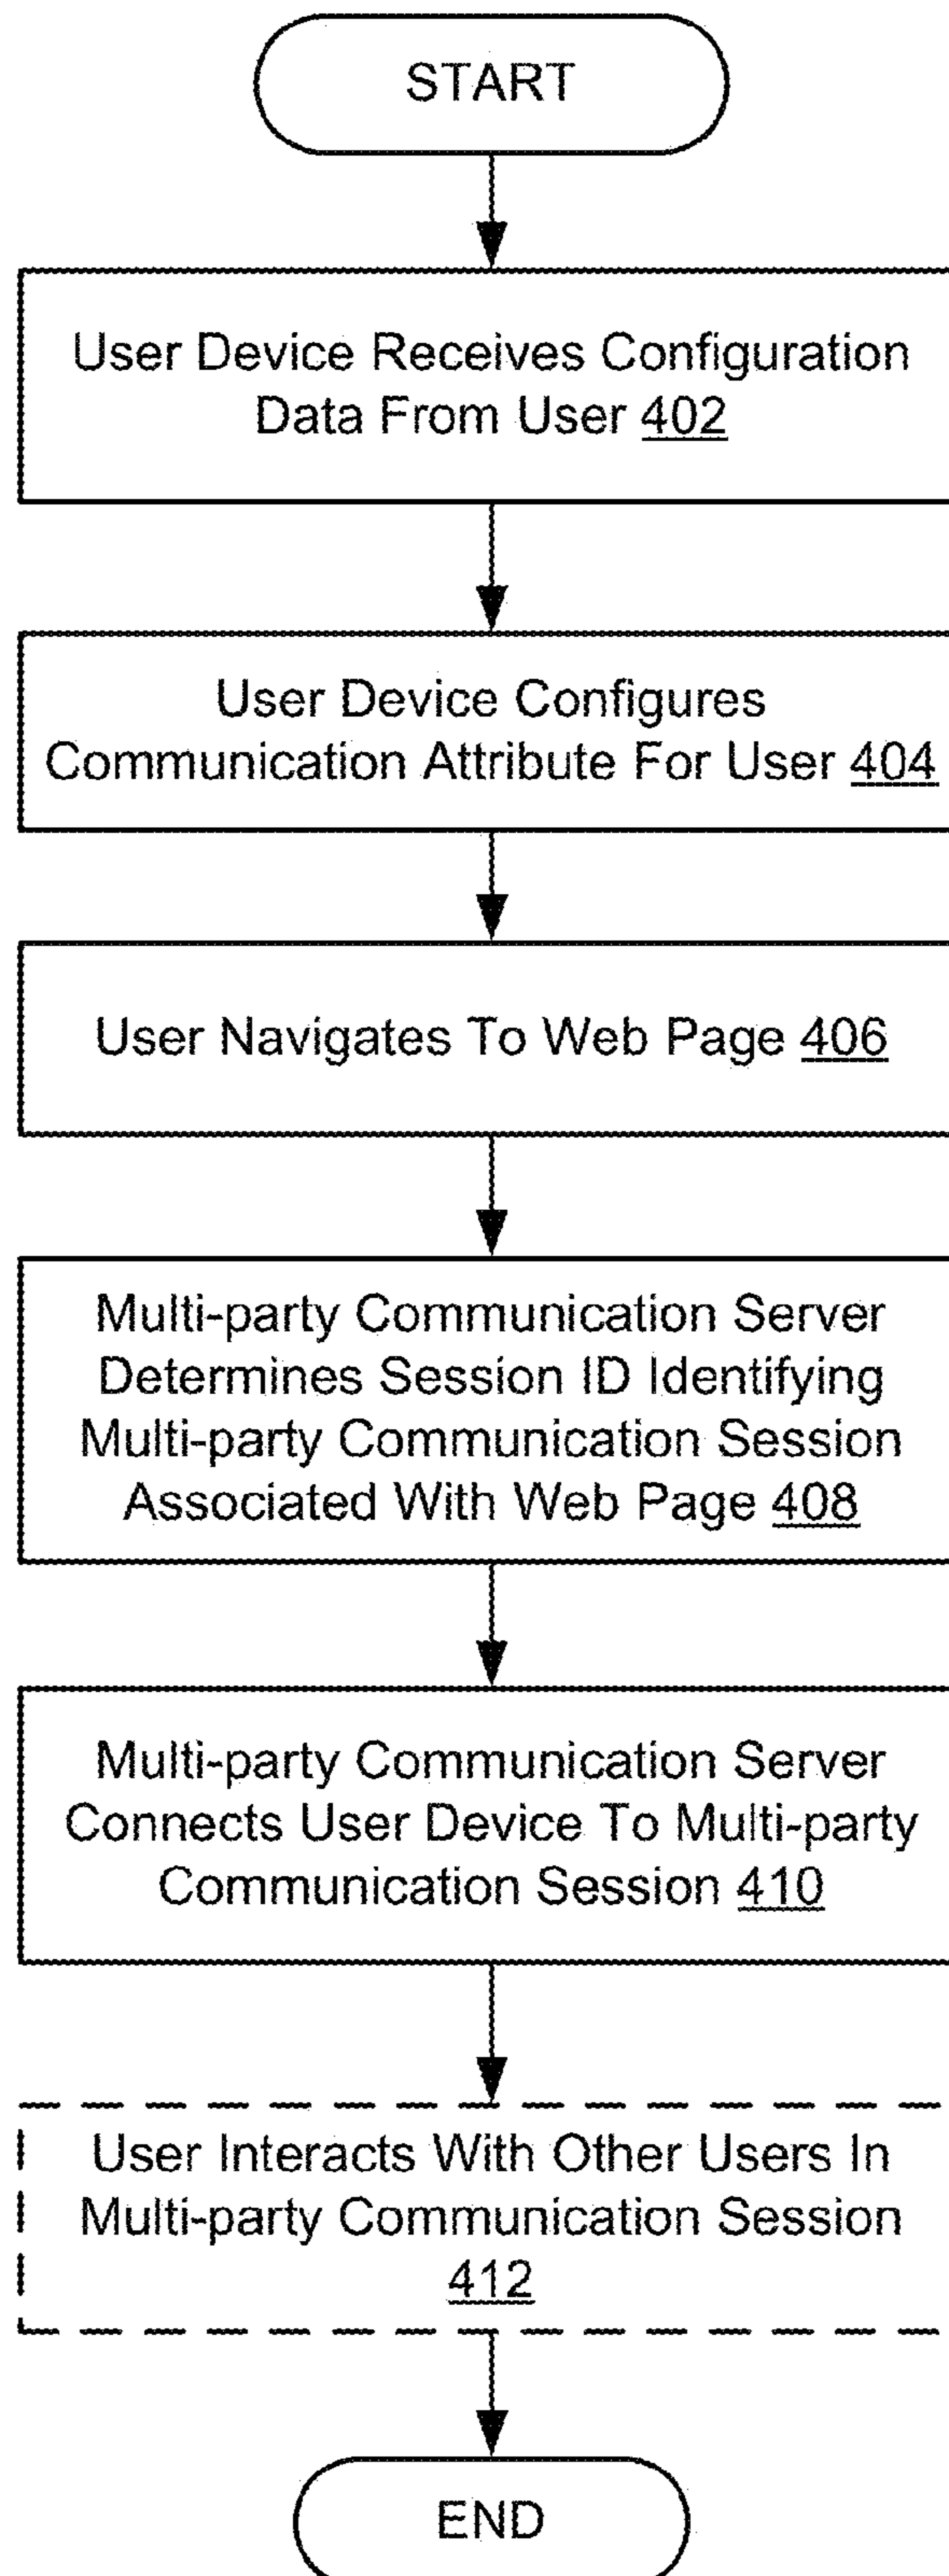 START
User Device Receives Configuration
Data From User 402
User Device Configures
Communication Attribute For User 404
User Navigates To Web Page 406
Multi-party Communication Server
Determines Session ID Identifying
Multi-party Communication Session
Associated With Web Page 408
Multi-party Communication Server
Connects User Device To Multi-party
Communication Session 410
User Interacts With Other Users In
Multi-party Communication Session
412
END